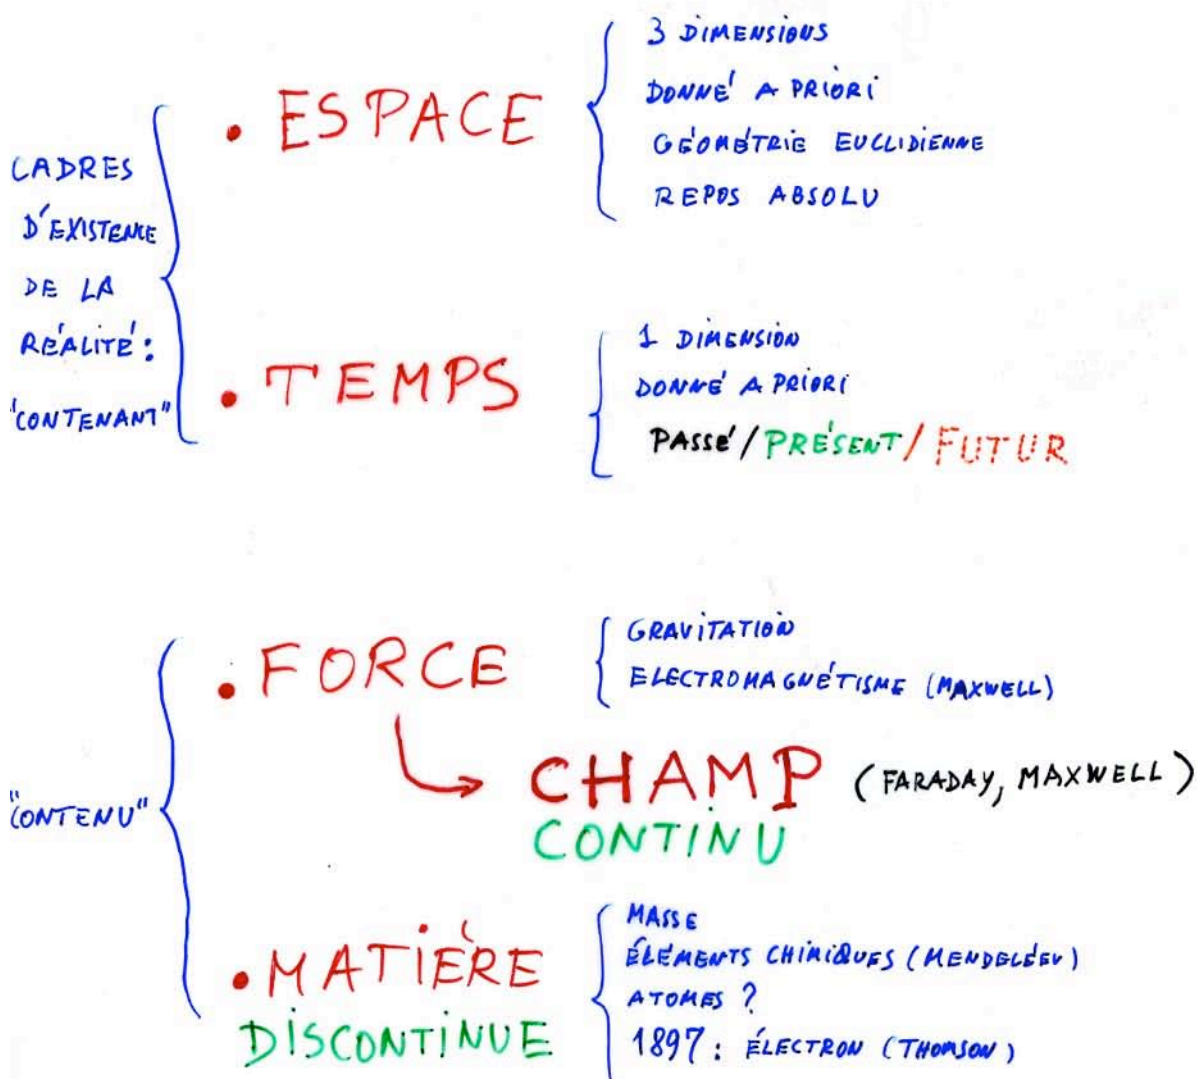 CADRES
D'EXISTENCE
DE LA
RÉALITÉ :
"CONTENANT"
• ESPACE
3 DIMENSIONS
DONNÉ A PRIORI
GÉOMÉTRIE EUCLIDIENNE
REPOS ABSOLU
• TEMPS
1 DIMENSION
DONNÉ A PRIORI
PASSÉ / PRÉSENT / FUTUR
"CONTENU"
• FORCE
GRAVITATION
ELECTROMAGNÉTISME (MAXWELL)
CHAMP (FARADAY, MAXWELL)
CONTINU
• MATIÈRE
DISCONTINUE
MASSE
ÉLÉMENTS CHIMIQUES (MENDELÉEV)
ATOMES ?
1897 : ÉLECTRON (THOMSON)